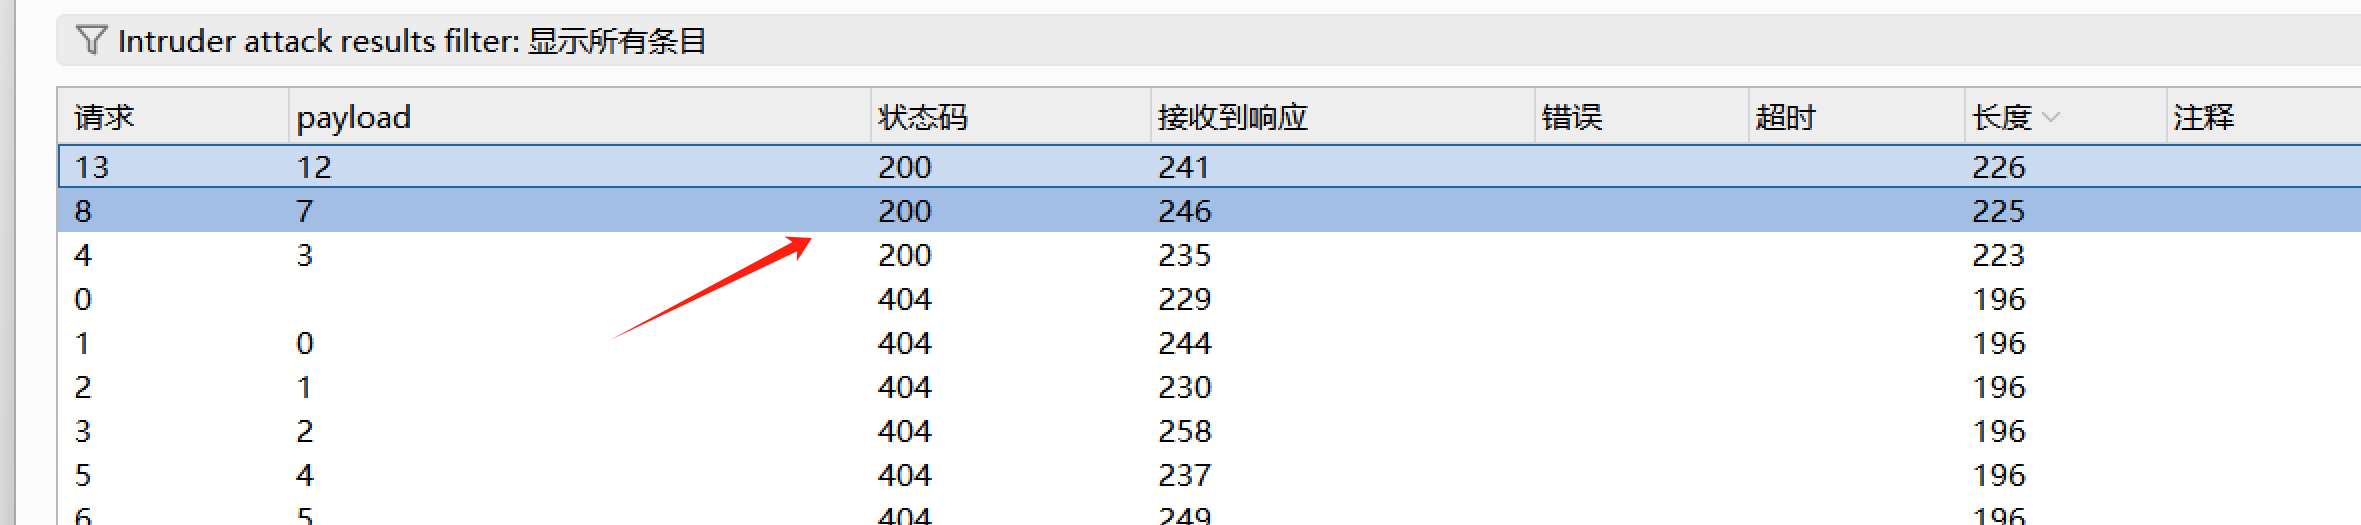 Intruder attack results filter: 显示所有条目
请求 payload 状态码 接收到响应 错误 超时 长度 注释
13 12 200 241 226
8 7 200 246 225
4 3 200 235 223
0 404 229 196
1 0 404 244 196
2 1 404 230 196
3 2 404 258 196
5 4 404 237 196
6 5 404 249 196